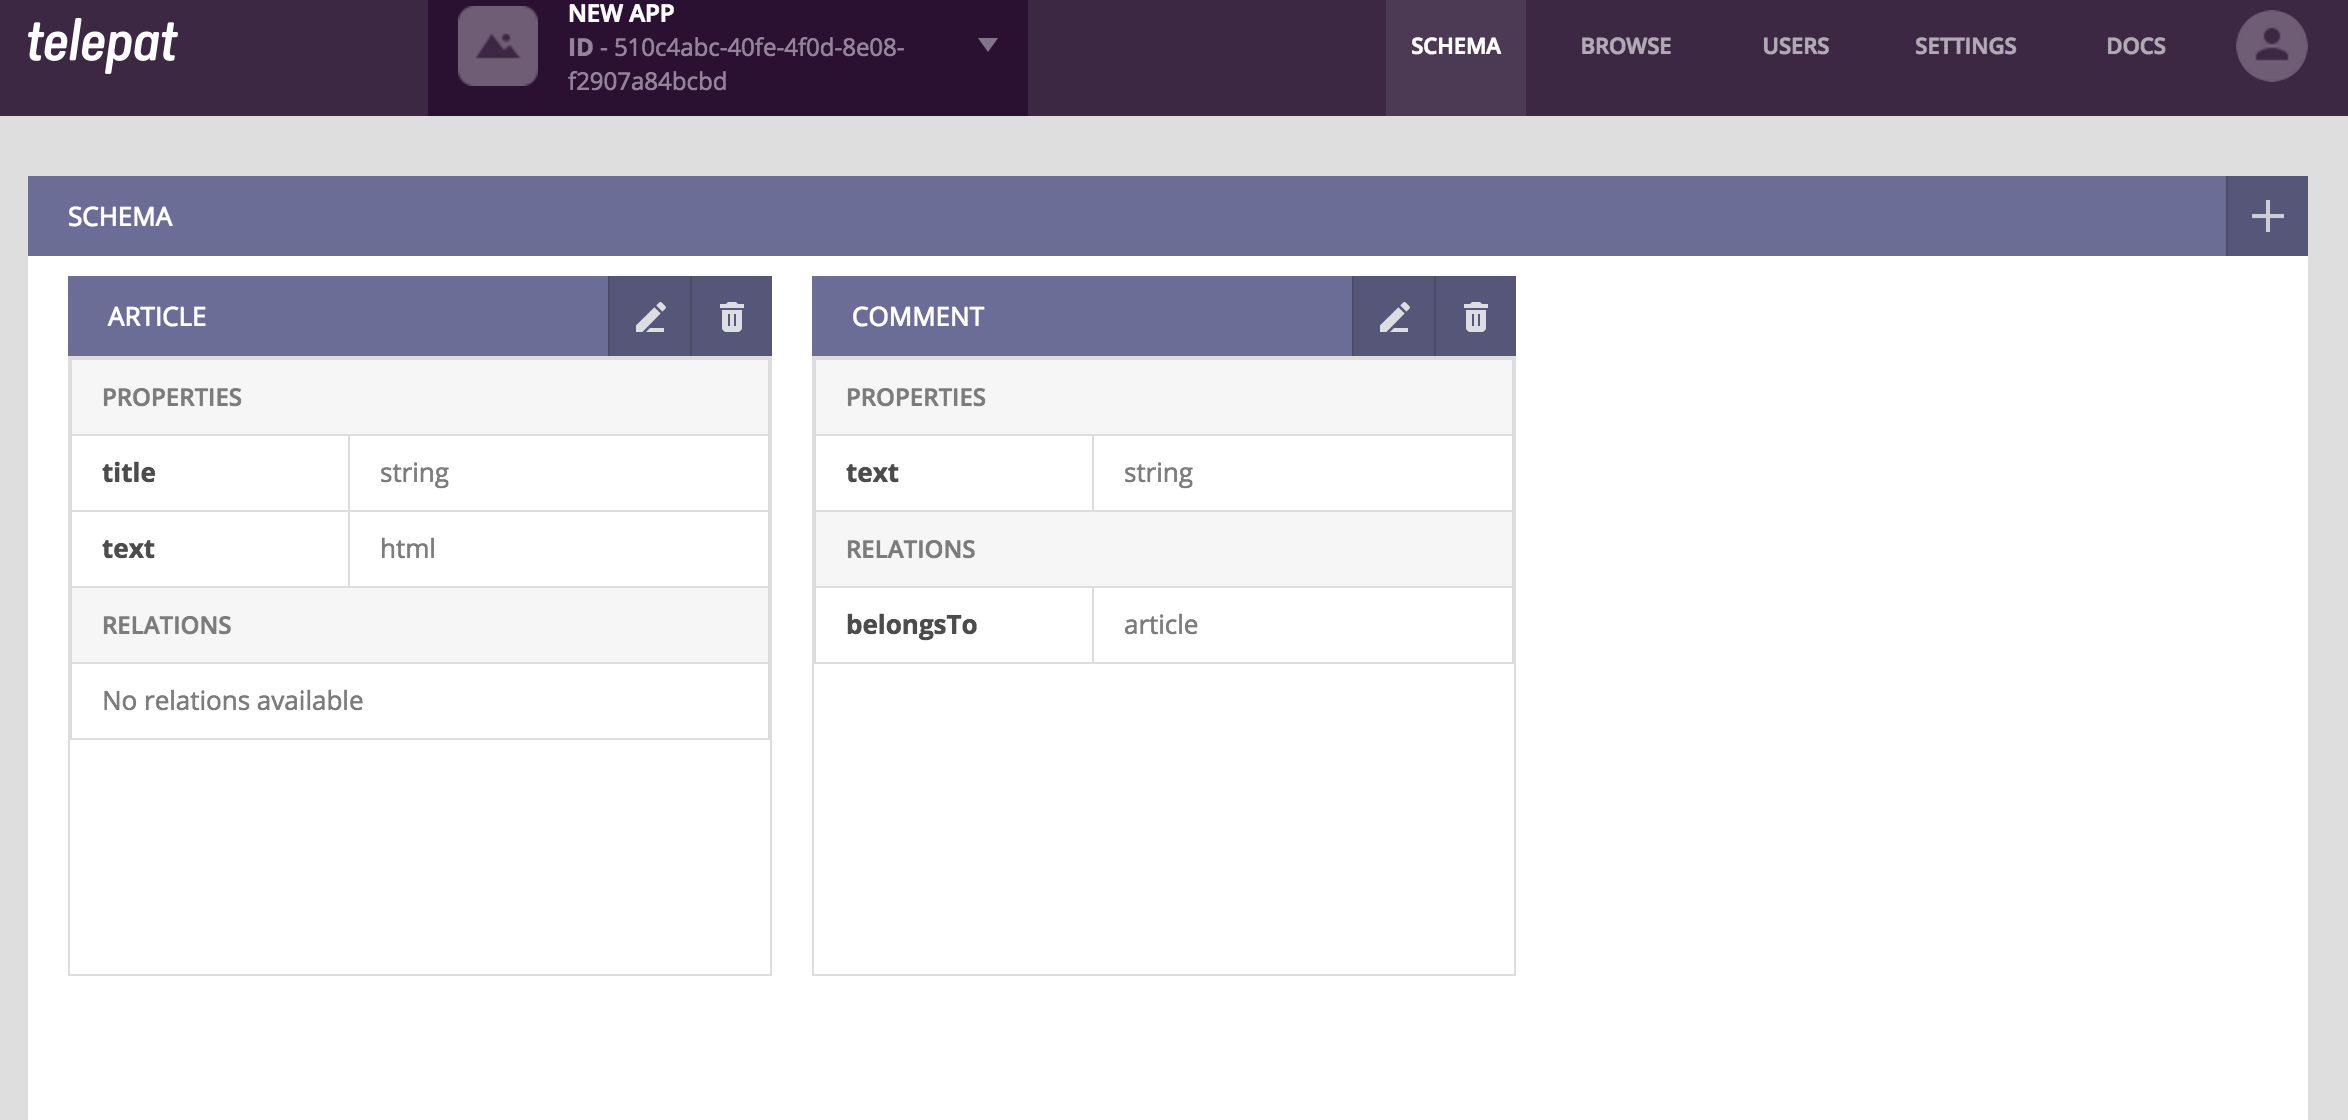 telepat
NEW APP
ID - 510c4abc-40fe-4f0d-8e08-
f2907a84bcbd
SCHEMA
BROWSE
USERS
SETTINGS
DOCS
SCHEMA
ARTICLE
PROPERTIES
title string
text html
RELATIONS
No relations available
COMMENT
PROPERTIES
text string
RELATIONS
belongsTo article